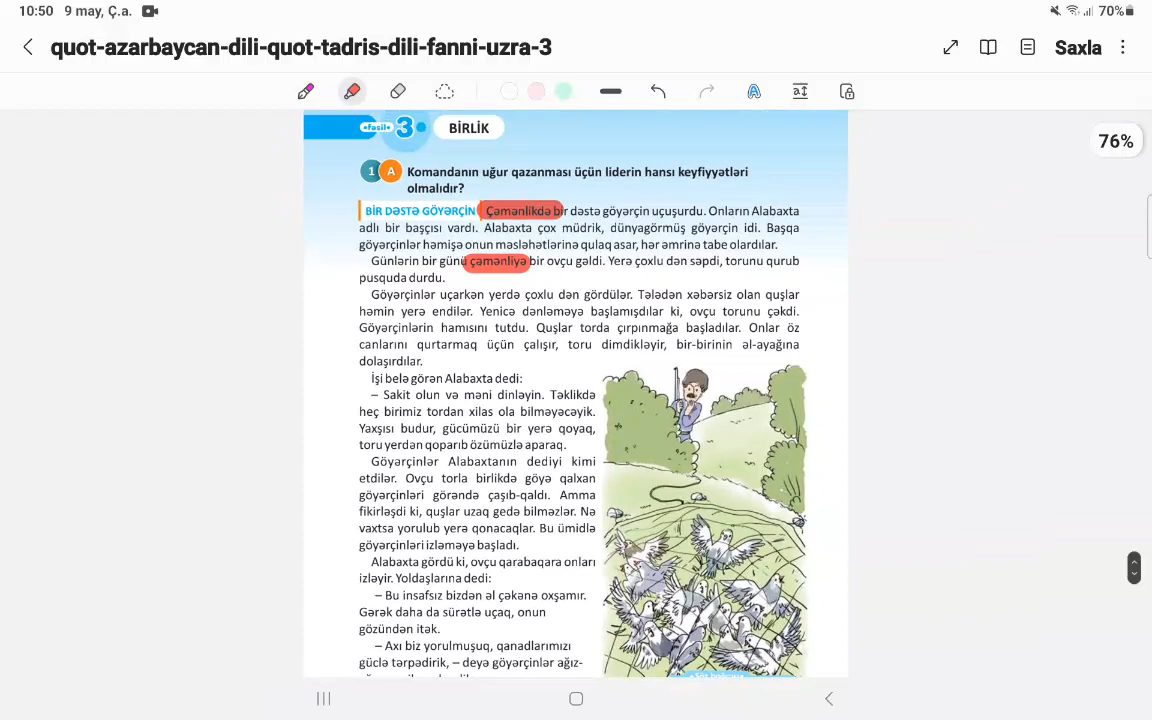 10:50 9 may, Ç.a. 70%
quot-azarbaycan-dili-quot-tadris-dili-fanni-uzra-3 Saxla
76%
•fəsil• 3 BİRLİK
1 A Komandanın uğur qazanması üçün liderin hansı keyfiyyətləri
olmalıdır?
BİR DƏSTƏ GÖYƏRÇİN Çəmənlikdə bir dəstə göyərçin uçuşurdu. Onların Alabaxta
adlı bir başçısı vardı. Alabaxta çox müdrik, dünyagörmüş göyərçin idi. Başqa
göyərçinlər həmişə onun məsləhətlərinə qulaq asar, hər əmrinə tabe olardılar.
Günlərin bir günü çəmənliyə bir ovçu gəldi. Yerə çoxlu dən səpdi, torunu qurub
pusquda durdu.
Göyərçinlər uçarkən yerdə çoxlu dən gördülər. Tələdən xəbərsiz olan quşlar
həmin yerə endilər. Yenicə dənləməyə başlamışdılar ki, ovçu torunu çəkdi.
Göyərçinlərin hamısını tutdu. Quşlar torda çırpınmağa başladılar. Onlar öz
canlarını qurtarmaq üçün çalışır, toru dimdikləyir, bir-birinin əl-ayağına
dolaşırdılar.
İşi belə görən Alabaxta dedi:
– Sakit olun və məni dinləyin. Təklikdə
heç birimiz tordan xilas ola bilməyəcəyik.
Yaxşısı budur, gücümüzü bir yerə qoyaq,
toru yerdən qoparıb özümüzlə aparaq.
Göyərçinlər Alabaxtanın dediyi kimi
etdilər. Ovçu torla birlikdə göyə qalxan
göyərçinləri görəndə çaşıb-qaldı. Amma
fikirləşdi ki, quşlar uzaq gedə bilməzlər. Nə
vaxtsa yorulub yerə qonacaqlar. Bu ümidlə
göyərçinləri izləməyə başladı.
Alabaxta gördü ki, ovçu qarabaqara onları
izləyir. Yoldaşlarına dedi:
– Bu insafsız bizdən əl çəkənə oxşamır.
Gərək daha da sürətlə uçaq, onun
gözündən itək.
– Axı biz yorulmuşuq, qanadlarımızı
güclə tərpədirik, – deyə göyərçinlər ağız-